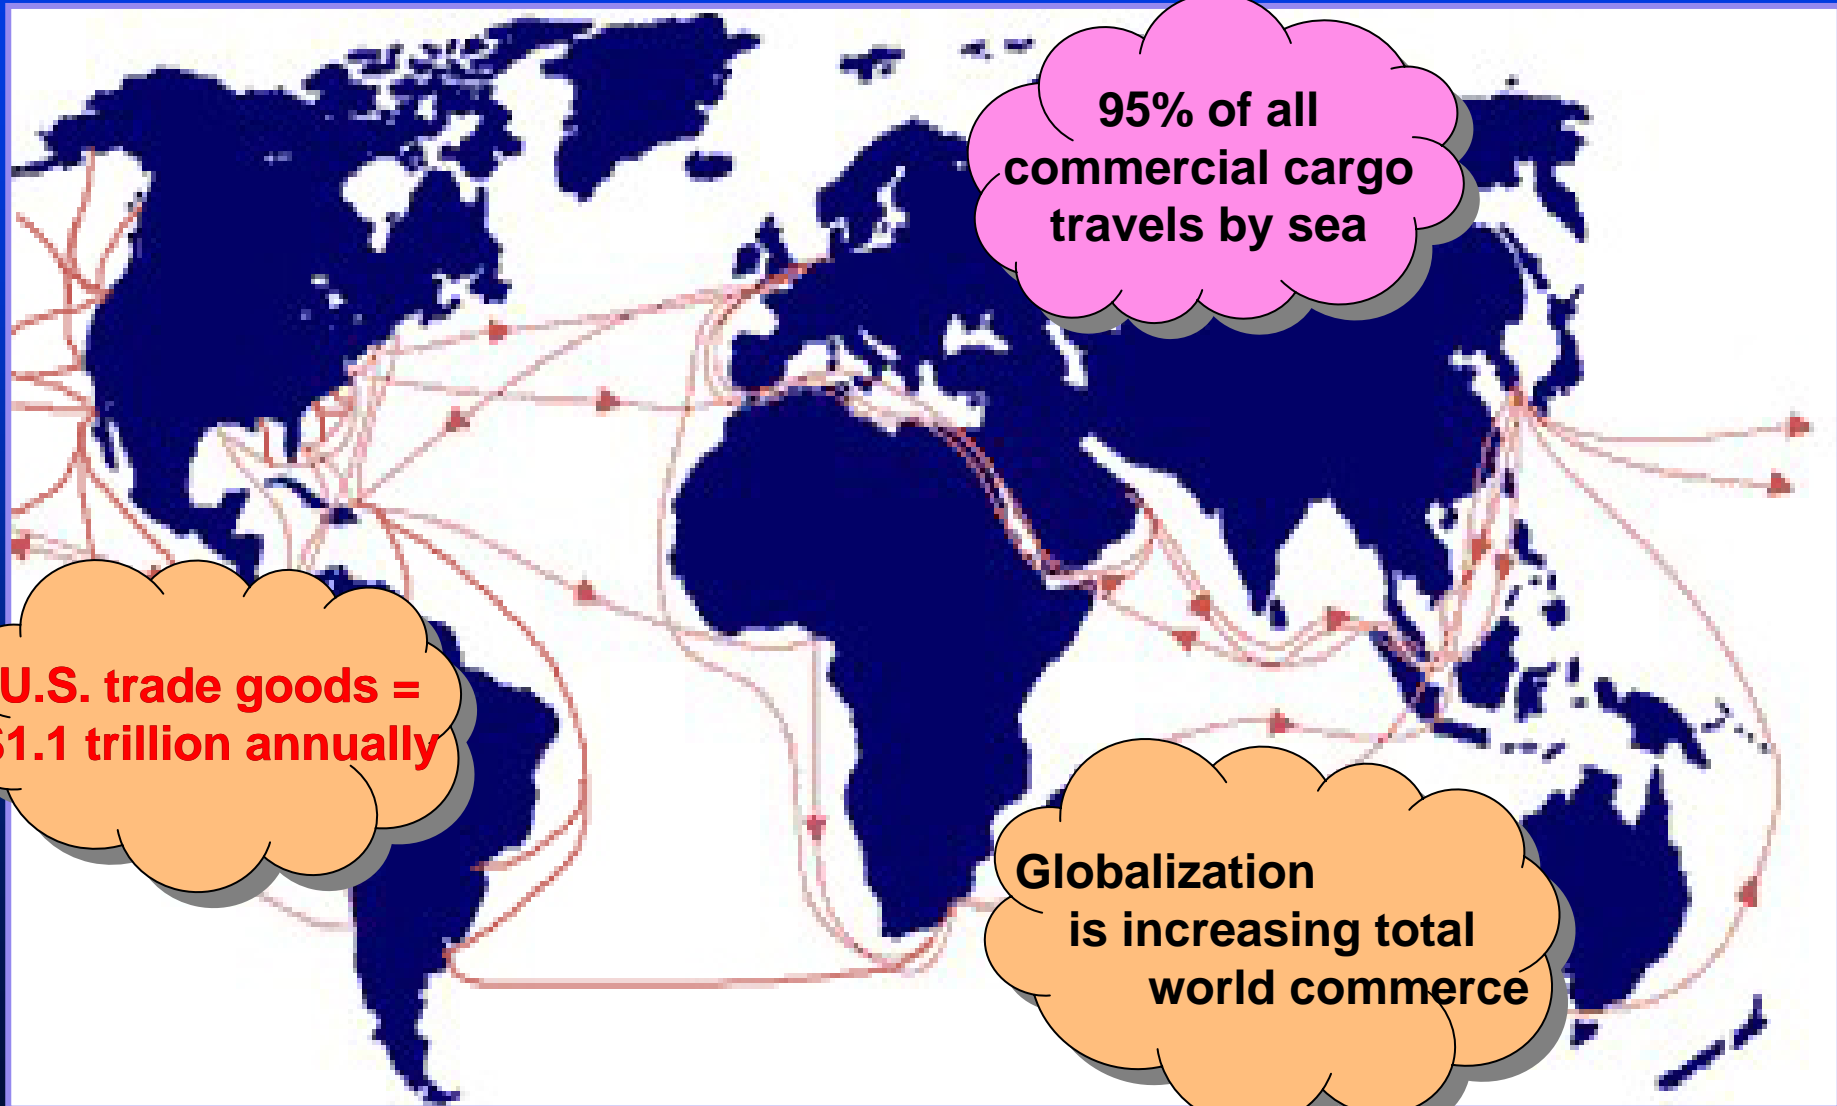 95% of all
commercial cargo
travels by sea
U.S. trade goods =
$1.1 trillion annually
Globalization
is increasing total
world commerce